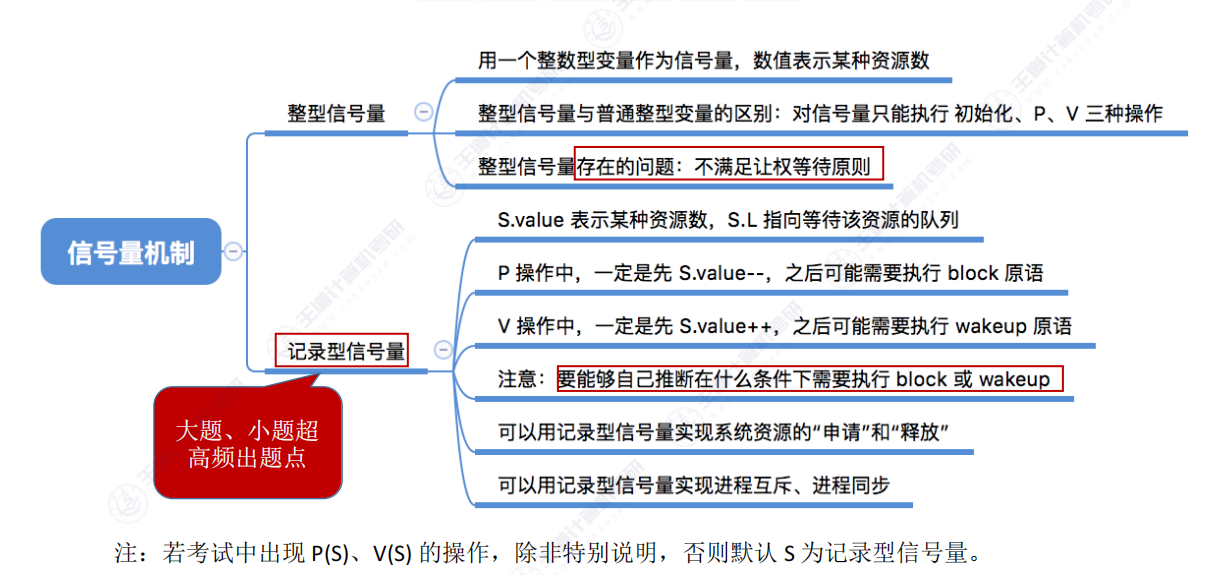 用一个整数型变量作为信号量，数值表示某种资源数
整型信号量
整型信号量与普通整型变量的区别：对信号量只能执行 初始化、P、V 三种操作
整型信号量存在的问题：不满足让权等待原则
信号量机制
S.value 表示某种资源数，S.L 指向等待该资源的队列
P 操作中，一定是先 S.value--，之后可能需要执行 block 原语
V 操作中，一定是先 S.value++，之后可能需要执行 wakeup 原语
记录型信号量
注意：要能够自己推断在什么条件下需要执行 block 或 wakeup
可以用记录型信号量实现系统资源的“申请”和“释放”
可以用记录型信号量实现进程互斥、进程同步
大题、小题超
高频出题点
注：若考试中出现 P(S)、V(S) 的操作，除非特别说明，否则默认 S 为记录型信号量。
王道计算机考研
www.cskaoyan.com